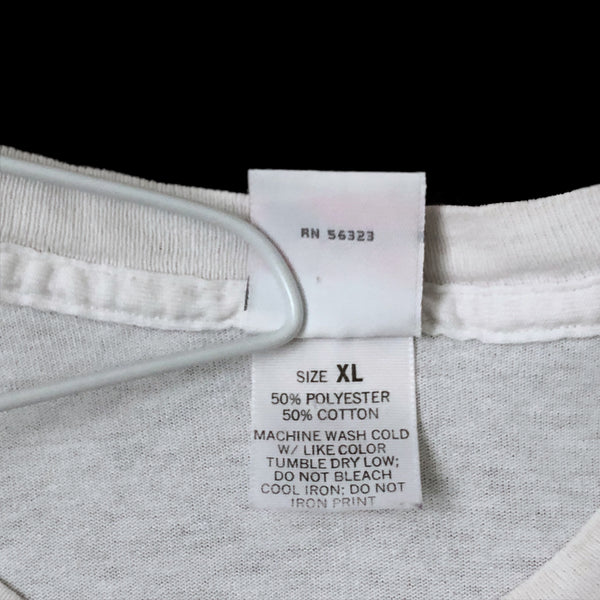 RN 56323
SIZE XL
50% POLYESTER
50% COTTON
MACHINE WASH COLD
W/ LIKE COLOR
TUMBLE DRY LOW;
DO NOT BLEACH
COOL IRON; DO NOT
IRON PRINT